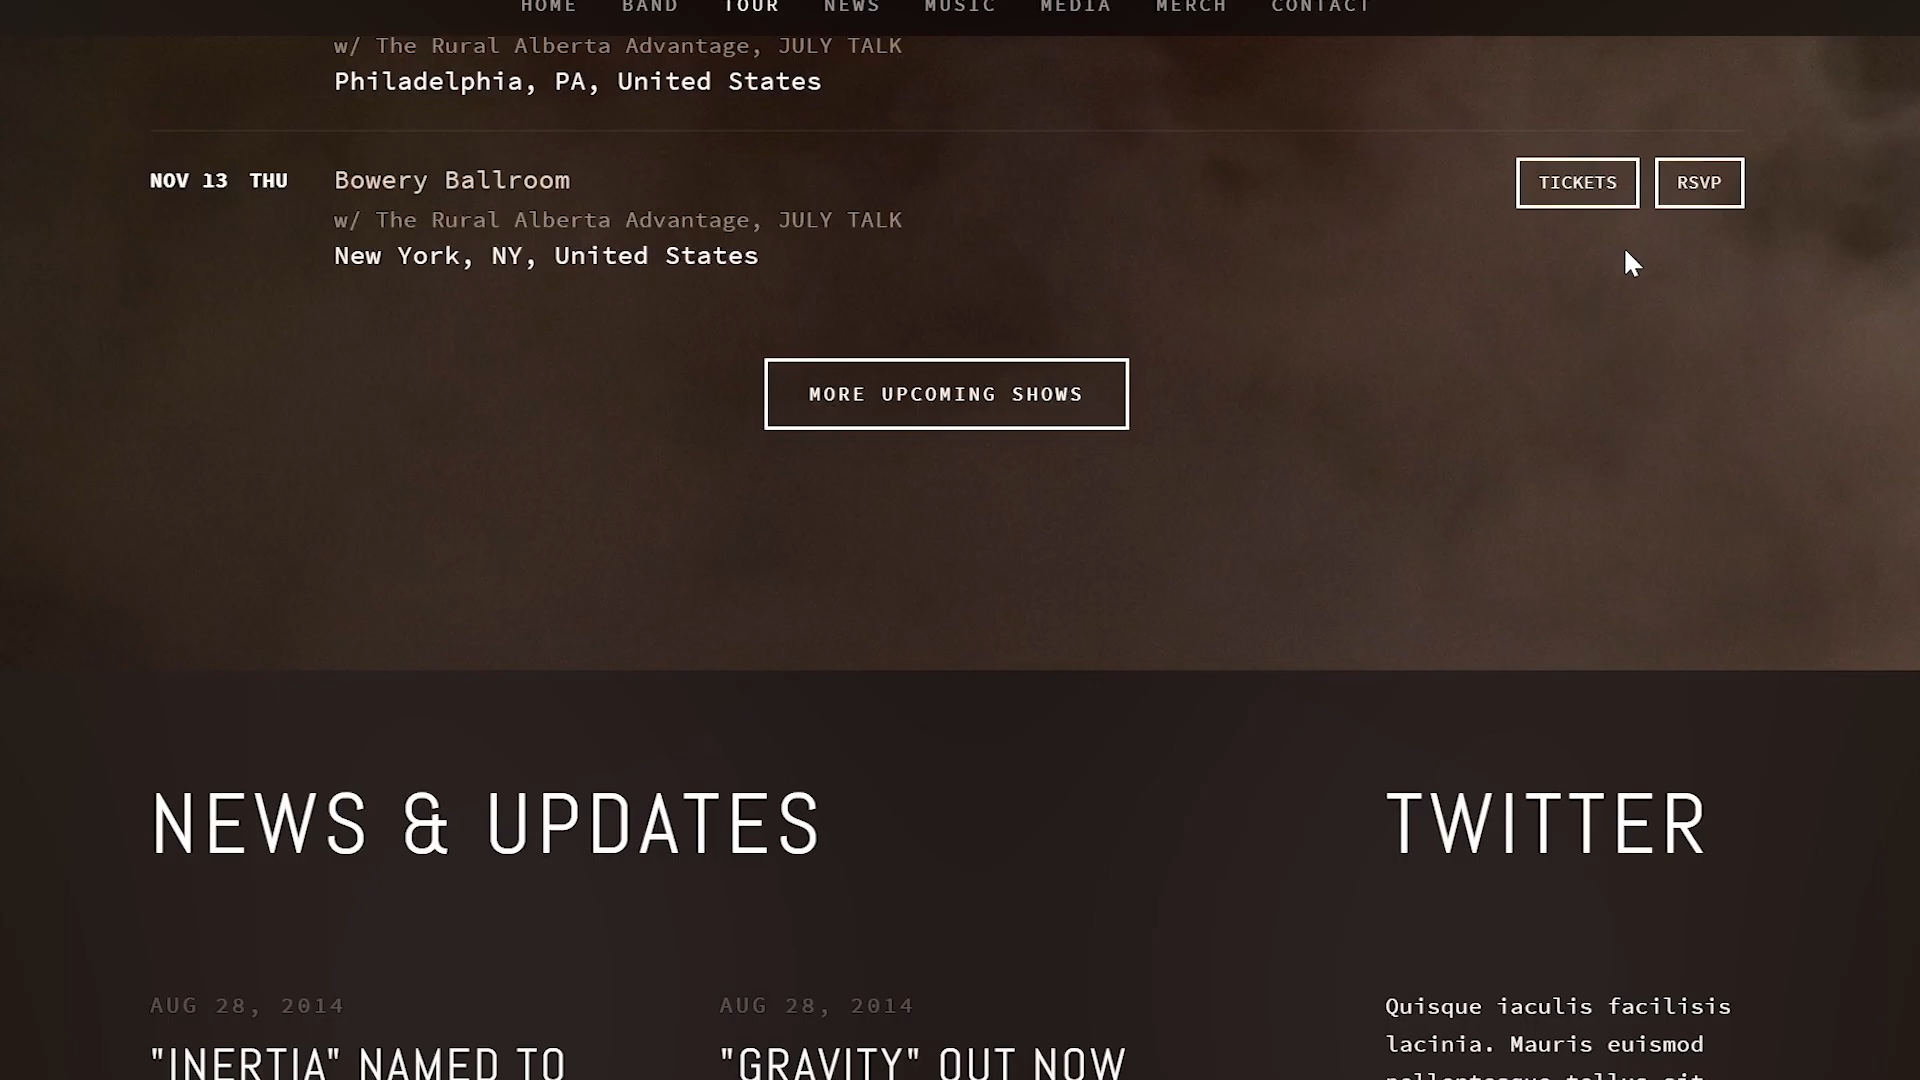 HOME BAND TOUR NEWS MUSIC MEDIA MERCH CONTACT
w/ The Rural Alberta Advantage, JULY TALK
Philadelphia, PA, United States
NOV 13 THU Bowery Ballroom TICKETS RSVP
w/ The Rural Alberta Advantage, JULY TALK
New York, NY, United States
MORE UPCOMING SHOWS
NEWS & UPDATES
TWITTER
AUG 28, 2014
"INERTIA" NAMED TO
AUG 28, 2014
"GRAVITY" OUT NOW
Quisque iaculis facilisis
lacinia. Mauris euismod
pellentesque tellus sit